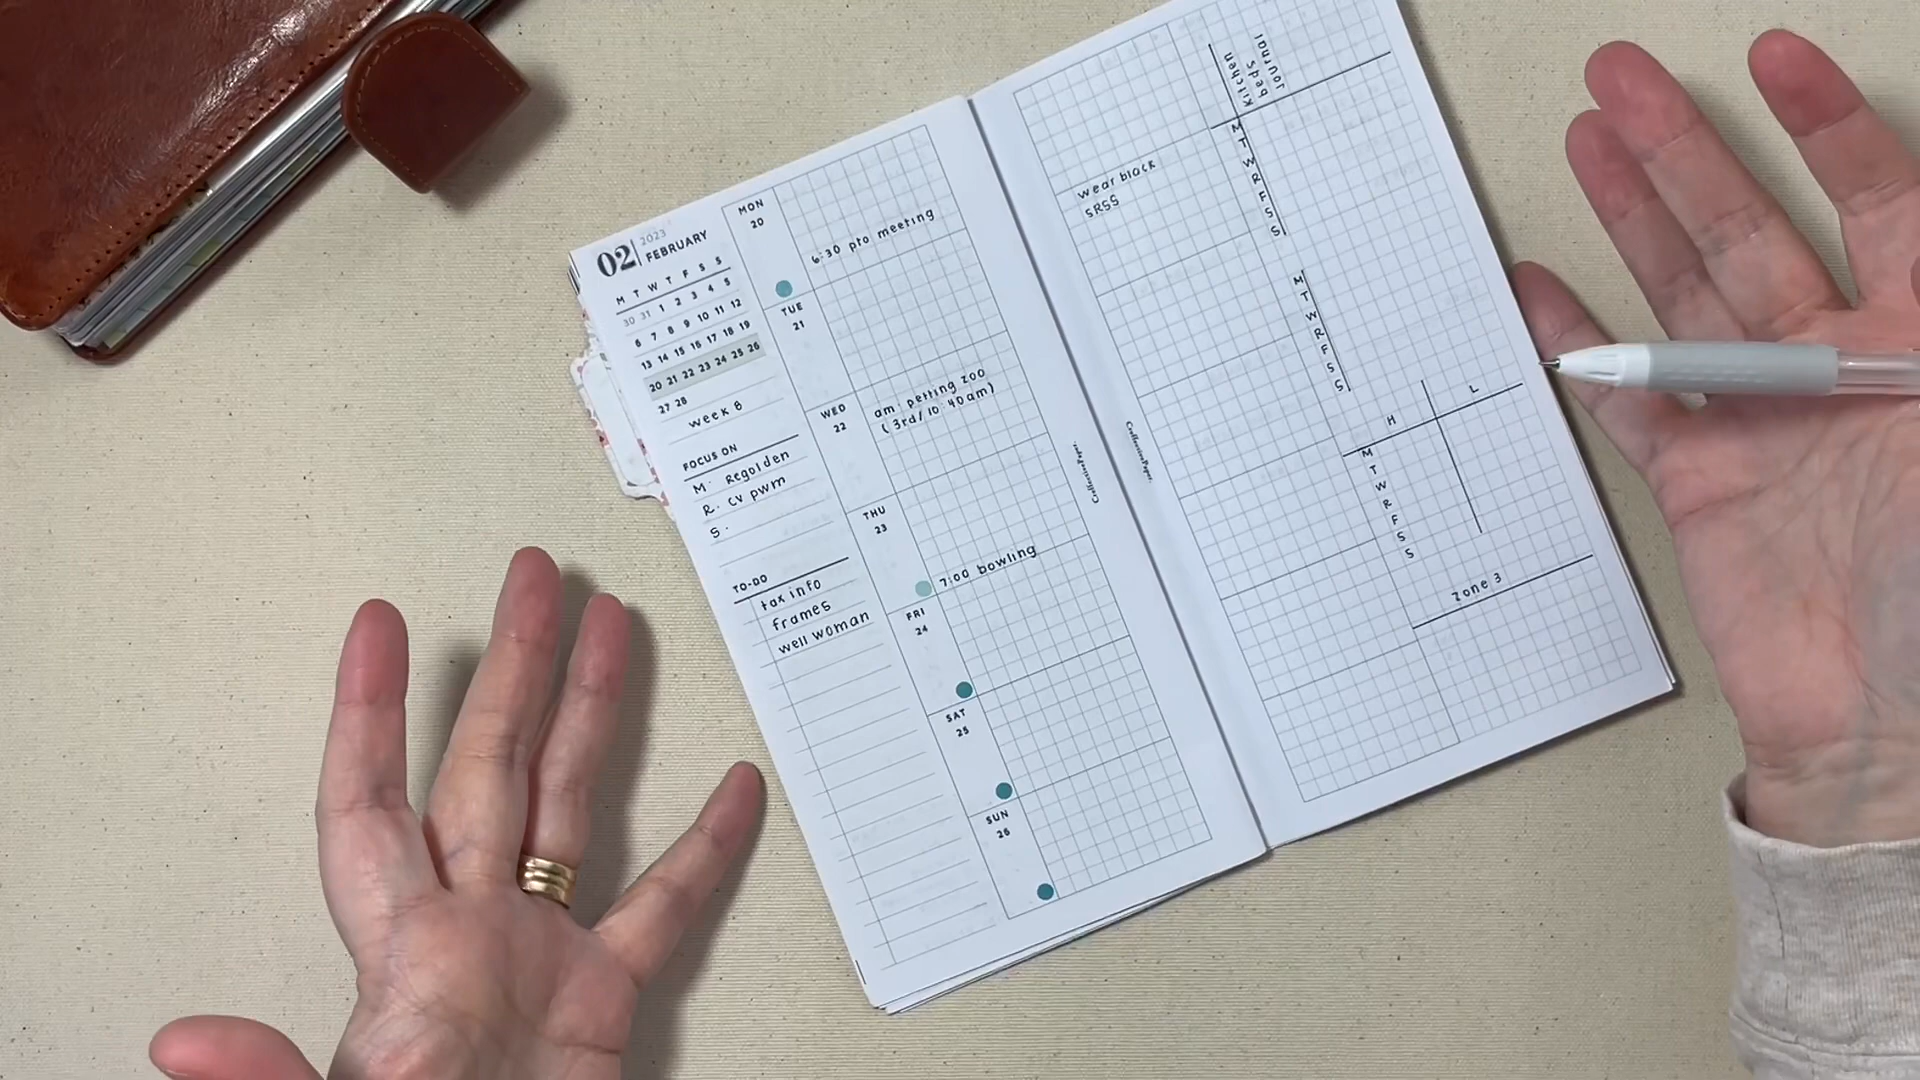 02
2023
FEBRUARY
M T W T F S S
30 31 1 2 3 4 5
6 7 8 9 10 11 12
13 14 15 16 17 18 19
20 21 22 23 24 25 26
27 28
week 8
FOCUS ON
M: Regolden
R: CV pwm
S:
TO-DO
tax info
frames
well woman
MON
20
6:30 pto meeting
TUE
21
WED
22
am. petting zoo
(3rd/10:40am)
THU
23
7:00 bowling
FRI
24
SAT
25
SUN
26
wear black
SRSS
Kitchen
beds
Journal
M
T
W
R
F
S
S
M
T
W
R
F
S
S
H
L
M
T
W
R
F
S
S
Zone 3